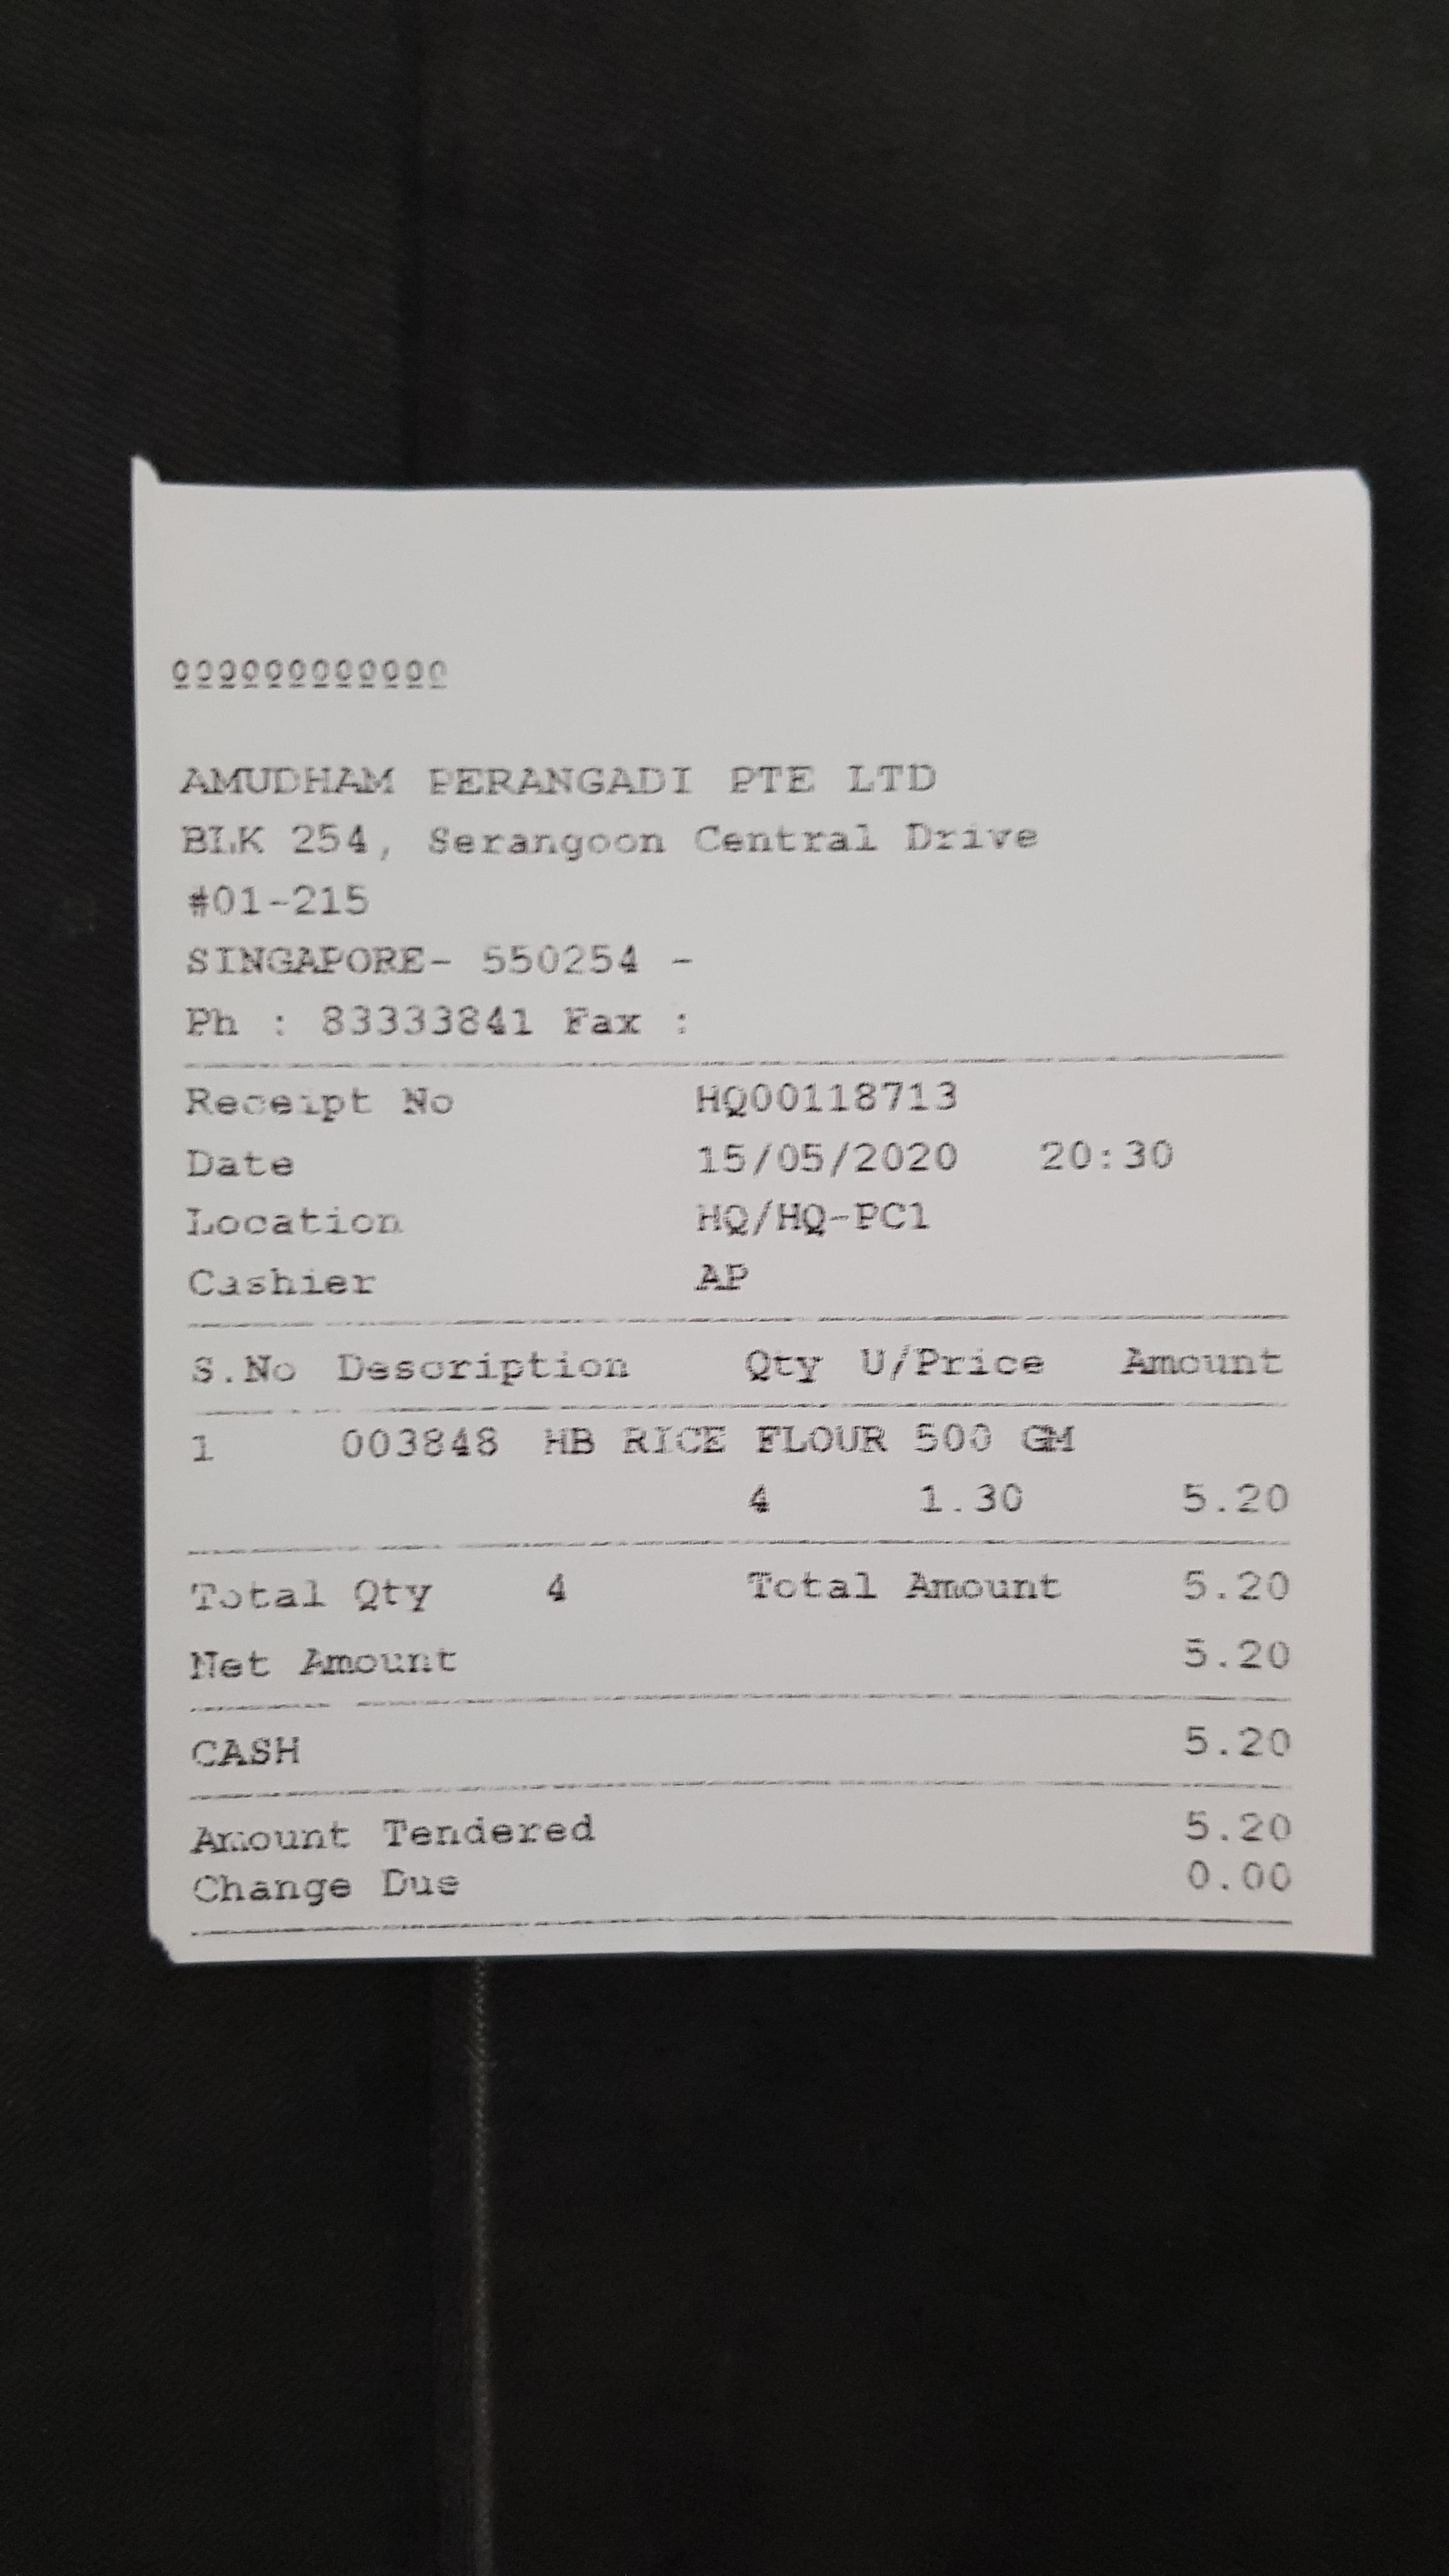 ººººººººººº
AMUDHAM PERANGADI PTE LTD
BLK 254, Serangoon Central Drive
#01-215
SINGAPORE- 550254 -
Ph : 83333841 Fax :
Receipt No HQ00118713
Date 15/05/2020 20:30
Location HQ/HQ-PC1
Cashier AP
S.No Description Qty U/Price Amount
1 003848 HB RICE FLOUR 500 GM
4 1.30 5.20
Total Qty 4 Total Amount 5.20
Net Amount 5.20
CASH 5.20
Amount Tendered 5.20
Change Due 0.00